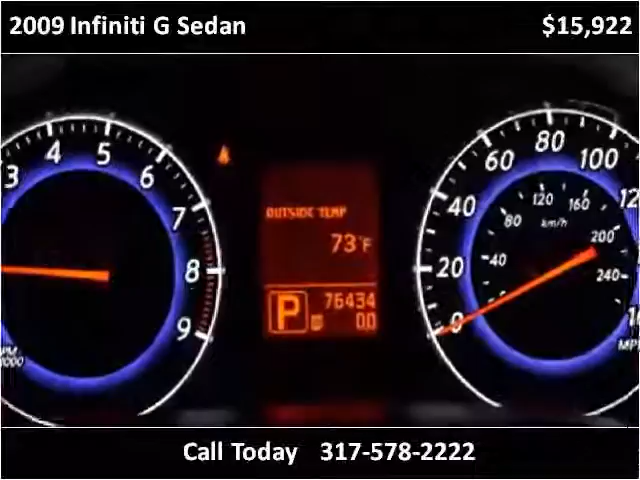 2009 Infiniti G Sedan $15,922
3 4 5 6 7 8 9
OUTSIDE TEMP
73°F
P 76434
0.0
0 20 40 60 80 100
km/h
40 80 120 160 200 240
MPH
Call Today 317-578-2222